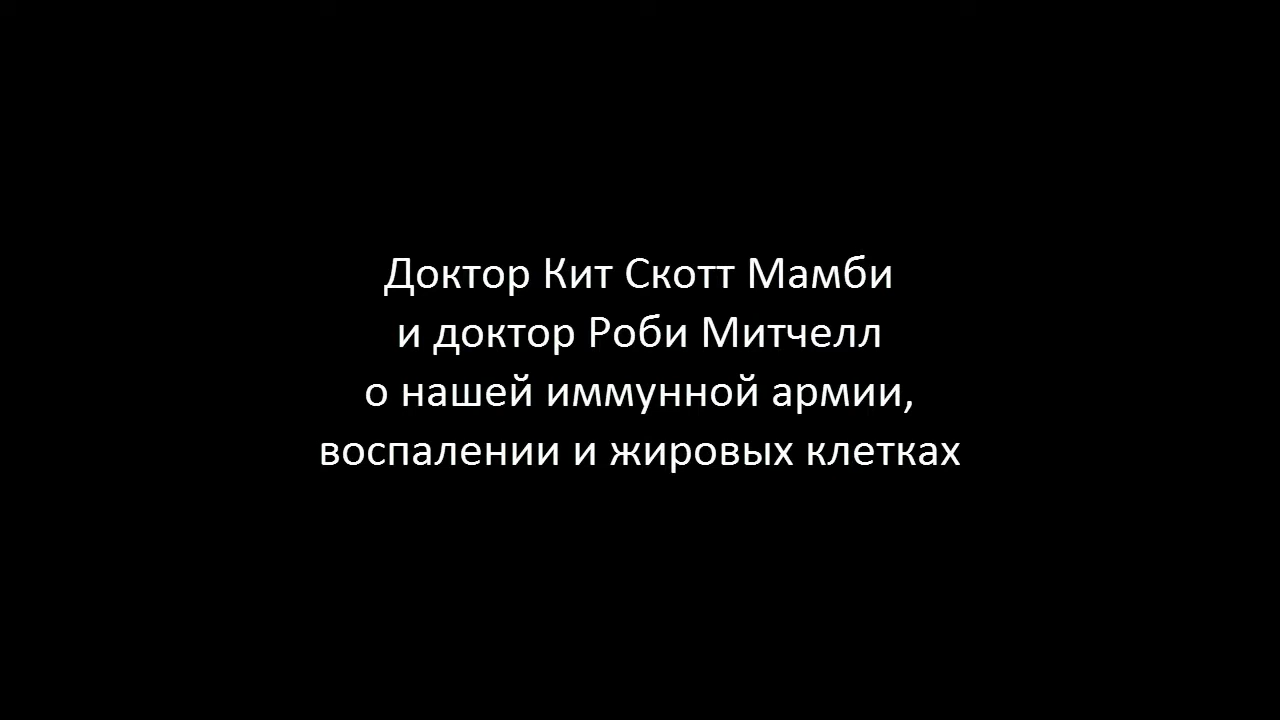 Доктор Кит Скотт Мамби
и доктор Роби Митчелл
о нашей иммунной армии,
воспалении и жировых клетках